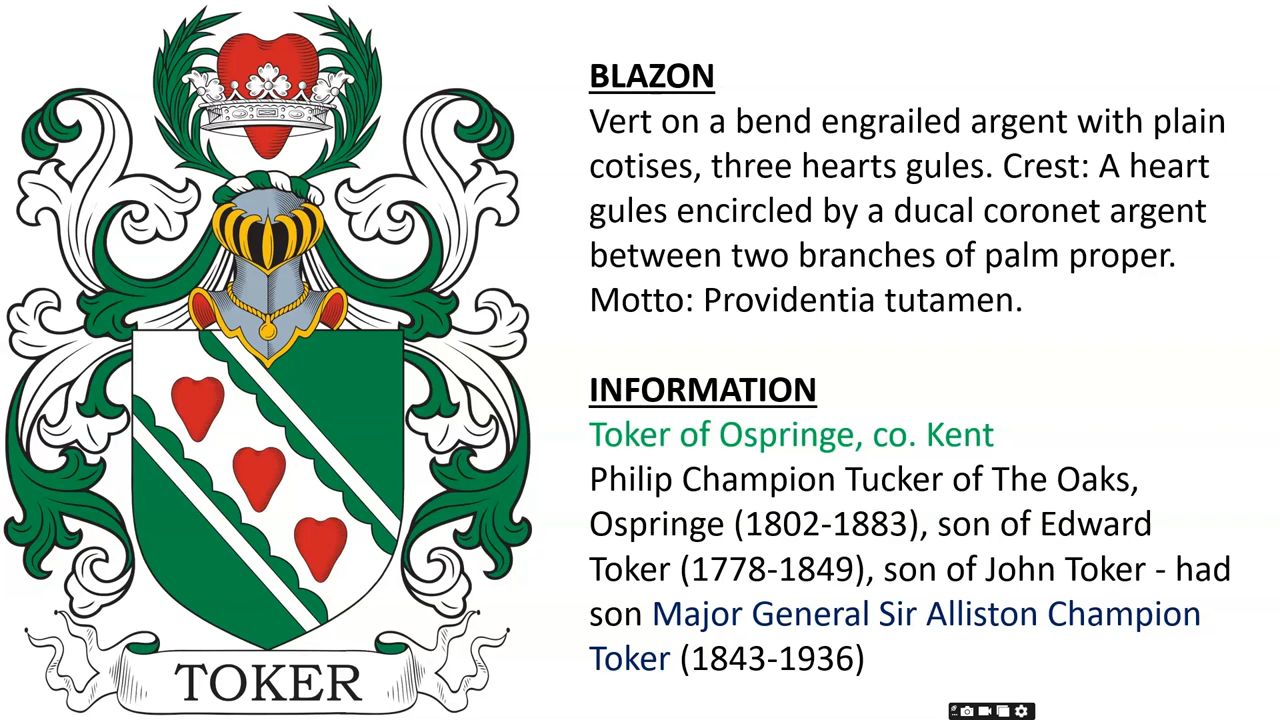 BLAZON
Vert on a bend engrailed argent with plain
cotises, three hearts gules. Crest: A heart
gules encircled by a ducal coronet argent
between two branches of palm proper.
Motto: Providentia tutamen.
INFORMATION
Toker of Ospringe, co. Kent
Philip Champion Tucker of The Oaks,
Ospringe (1802-1883), son of Edward
Toker (1778-1849), son of John Toker - had
son Major General Sir Alliston Champion
Toker (1843-1936)
TOKER